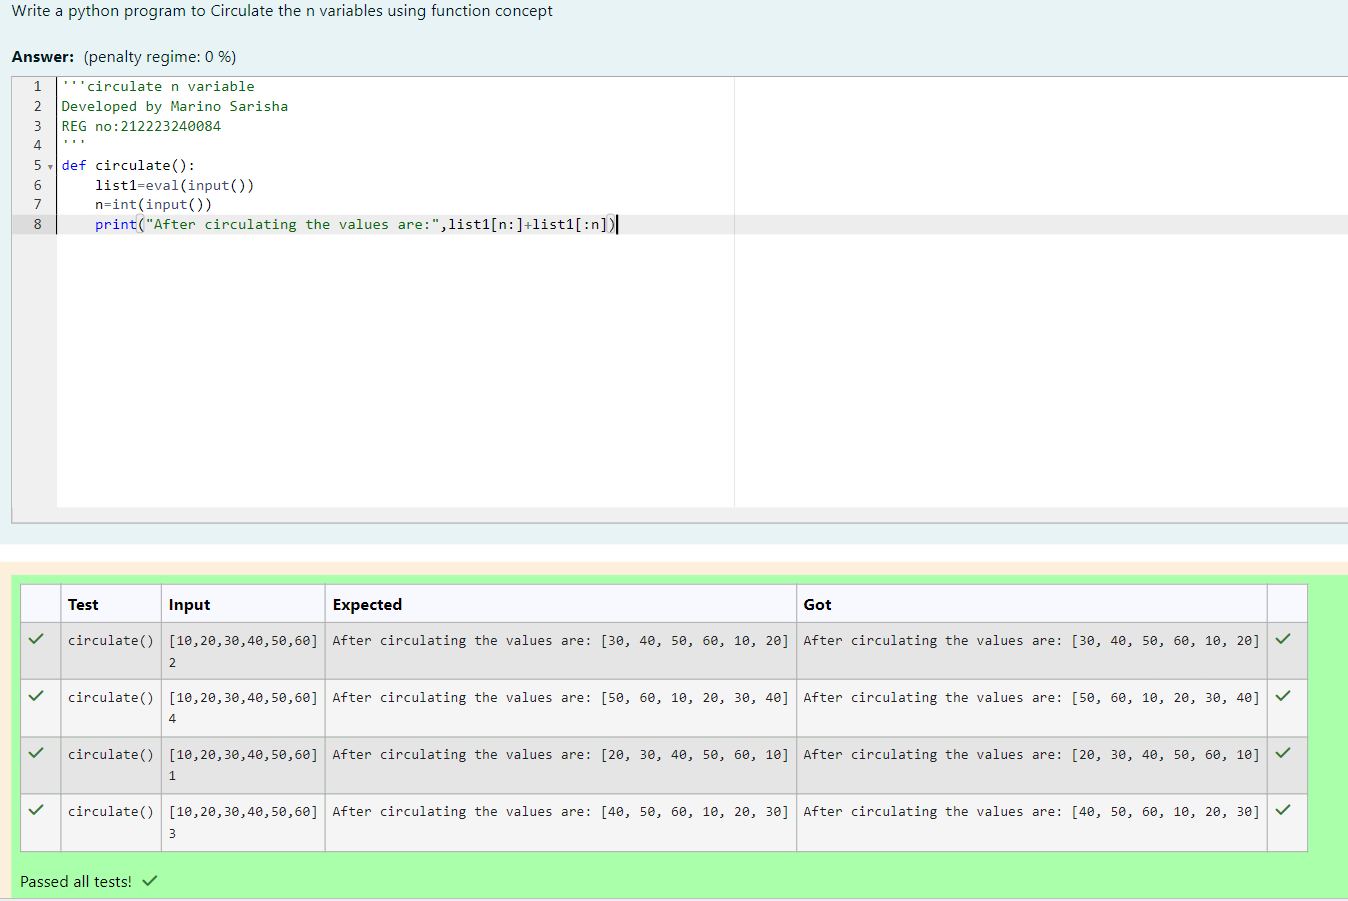 Write a python program to Circulate the n variables using function concept
Answer: (penalty regime: 0 %)
1 '''circulate n variable
2 Developed by Marino Sarisha
3 REG no:212223240084
4 '''
5 def circulate():
6     list1=eval(input())
7     n=int(input())
8     print("After circulating the values are:",list1[n:]+list1[:n])
Test Input Expected Got
circulate() [10,20,30,40,50,60] After circulating the values are: [30, 40, 50, 60, 10, 20] After circulating the values are: [30, 40, 50, 60, 10, 20]
2
circulate() [10,20,30,40,50,60] After circulating the values are: [50, 60, 10, 20, 30, 40] After circulating the values are: [50, 60, 10, 20, 30, 40]
4
circulate() [10,20,30,40,50,60] After circulating the values are: [20, 30, 40, 50, 60, 10] After circulating the values are: [20, 30, 40, 50, 60, 10]
1
circulate() [10,20,30,40,50,60] After circulating the values are: [40, 50, 60, 10, 20, 30] After circulating the values are: [40, 50, 60, 10, 20, 30]
3
Passed all tests!